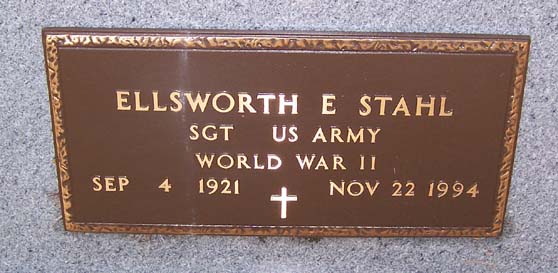 ELLSWORTH E STAHL
SGT US ARMY
WORLD WAR II
SEP 4 1921 NOV 22 1994